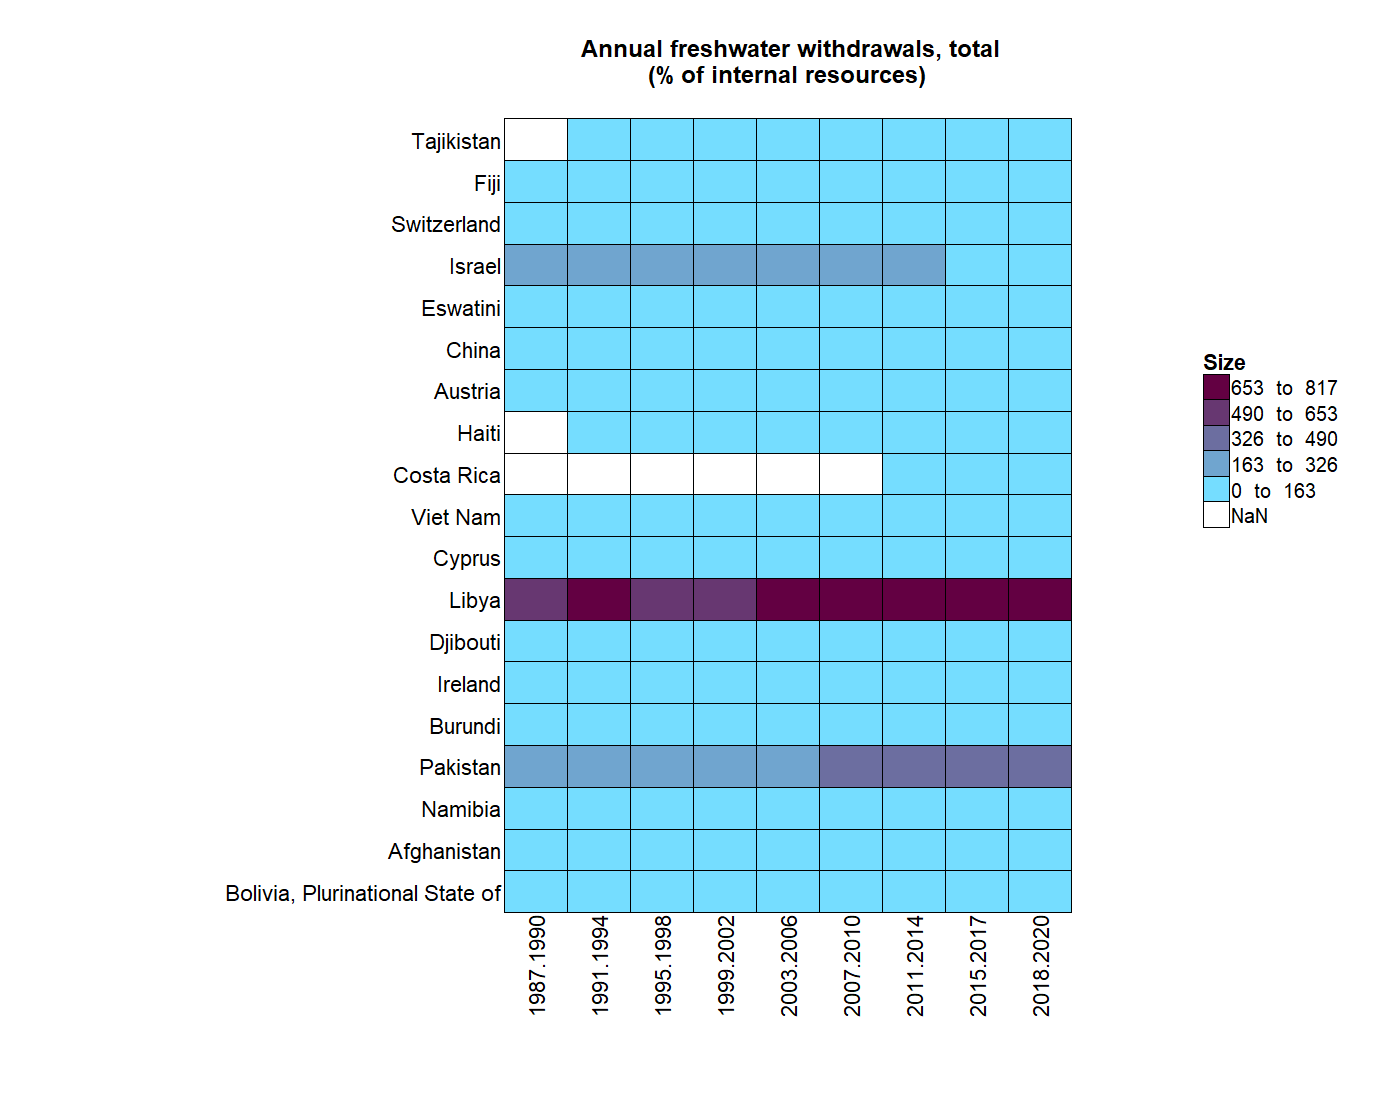 Annual freshwater withdrawals, total
(% of internal resources)
Tajikistan
Fiji
Switzerland
Israel
Eswatini
China
Austria
Haiti
Costa Rica
Viet Nam
Cyprus
Libya
Djibouti
Ireland
Burundi
Pakistan
Namibia
Afghanistan
Bolivia, Plurinational State of
1987.1990
1991.1994
1995.1998
1999.2002
2003.2006
2007.2010
2011.2014
2015.2017
2018.2020
Size
653 to 817
490 to 653
326 to 490
163 to 326
0 to 163
NaN